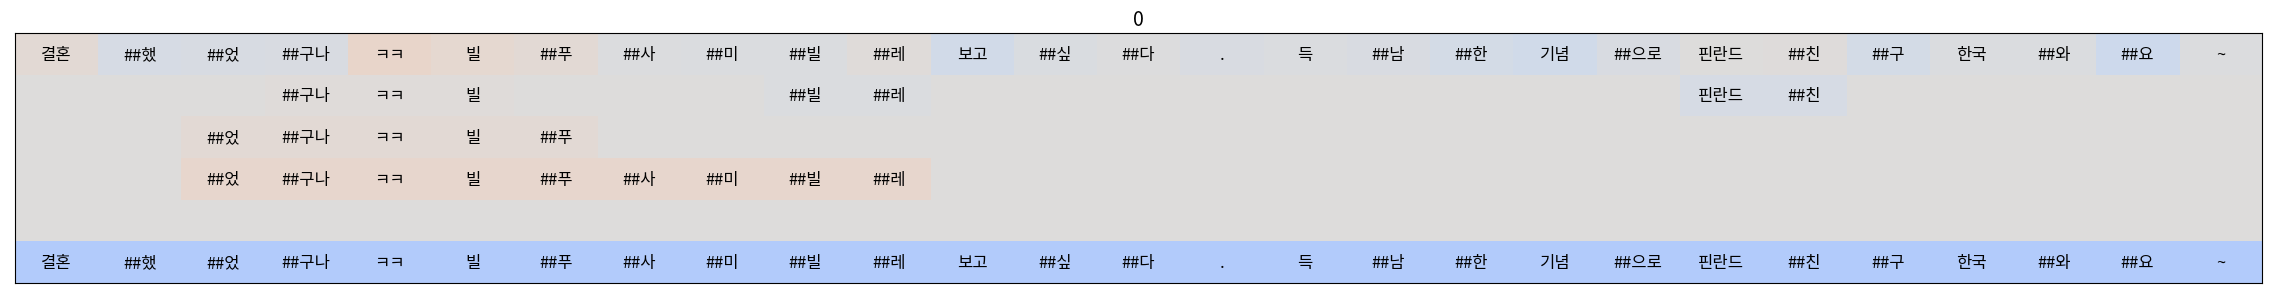 0
결혼 ##했 ##었 ##구나 ㅋㅋ 빌 ##푸 ##사 ##미 ##빌 ##레 보고 ##싶 ##다 . 득 ##남 ##한 기념 ##으로 핀란드 ##친 ##구 한국 ##와 ##요 ~
##구나 ㅋㅋ 빌 ##빌 ##레 핀란드 ##친
##었 ##구나 ㅋㅋ 빌 ##푸
##었 ##구나 ㅋㅋ 빌 ##푸 ##사 ##미 ##빌 ##레
결혼 ##했 ##었 ##구나 ㅋㅋ 빌 ##푸 ##사 ##미 ##빌 ##레 보고 ##싶 ##다 . 득 ##남 ##한 기념 ##으로 핀란드 ##친 ##구 한국 ##와 ##요 ~